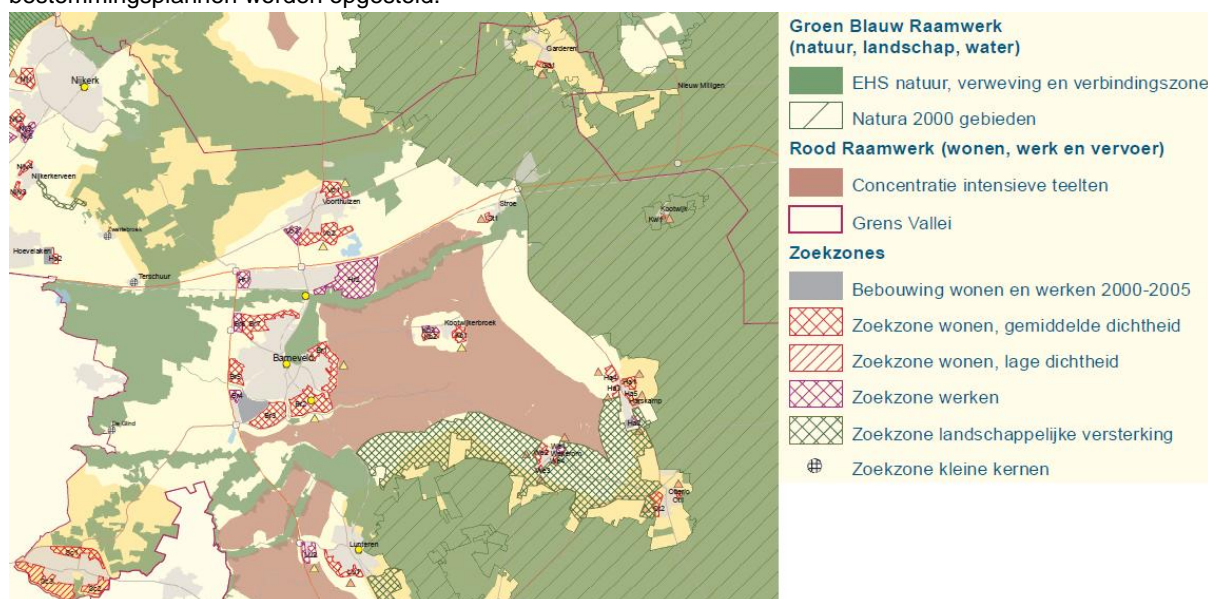 bestemmingsplannen worden opgesteld.
Groen Blauw Raamwerk
(natuur, landschap, water)
EHS natuur, verweving en verbindingszone
Natura 2000 gebieden
Rood Raamwerk (wonen, werk en vervoer)
Concentratie intensieve teelten
Grens Vallei
Zoekzones
Bebouwing wonen en werken 2000-2005
Zoekzone wonen, gemiddelde dichtheid
Zoekzone wonen, lage dichtheid
Zoekzone werken
Zoekzone landschappelijke versterking
Zoekzone kleine kernen
Garderen
Nijkerk
Nieuw Milligen
Nijkerkerveen
Voorthuizen
Stroe
Kootwijk
Zwartebroek
Hoevelaken
Terschuur
Kootwijkerbroek
Barneveld
Harskamp
De Glind
Wekerom
Otterlo
Lunteren